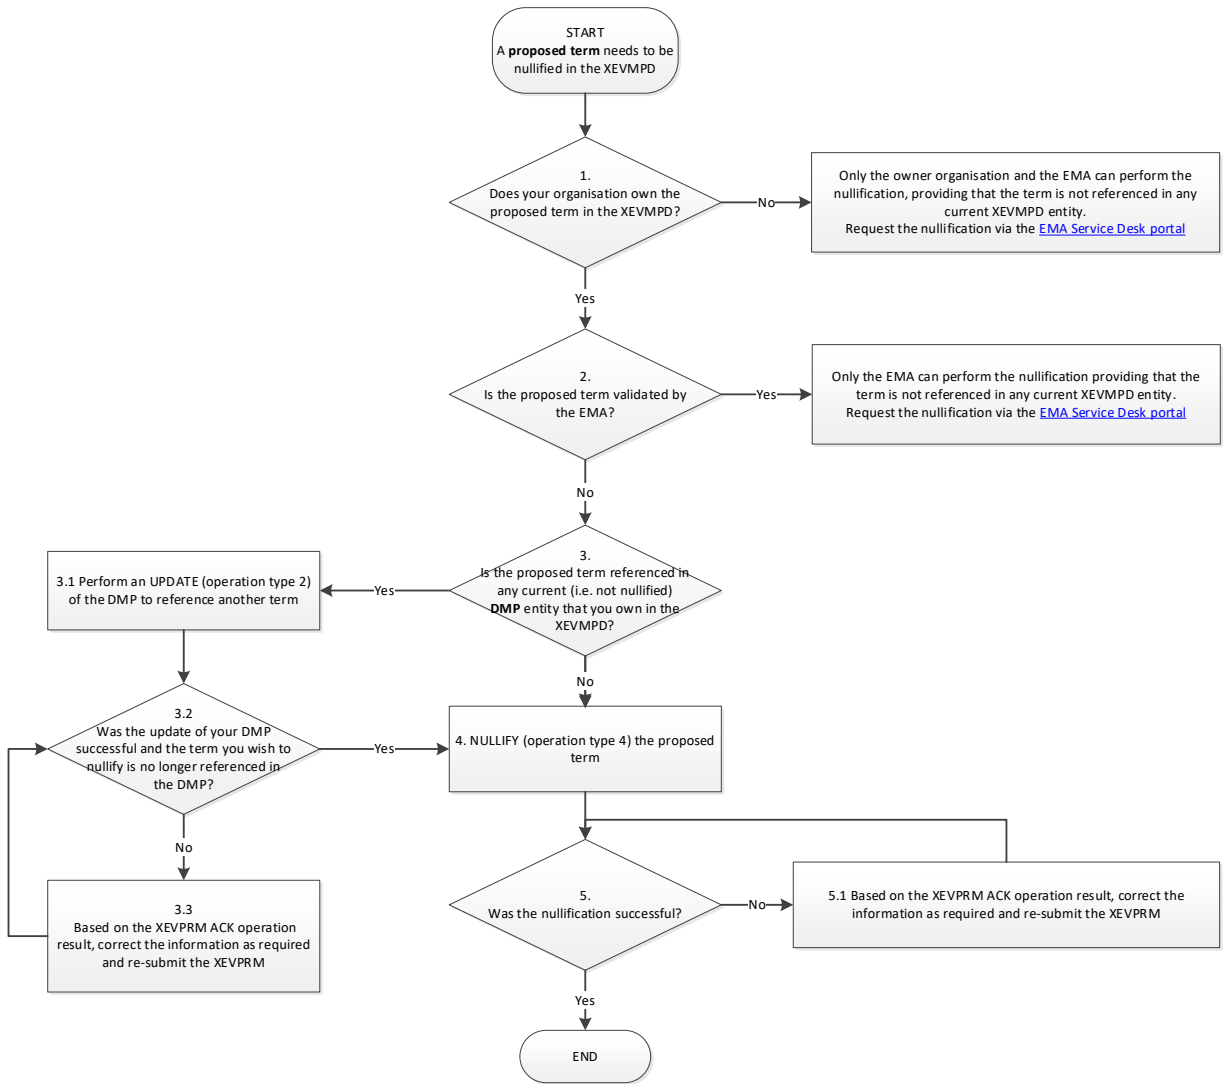 START
A proposed term needs to be
nullified in the XEVMPD
1.
Does your organisation own the
proposed term in the XEVMPD?
No
Only the owner organisation and the EMA can perform the
nullification, providing that the term is not referenced in any
current XEVMPD entity.
Request the nullification via the EMA Service Desk portal
Yes
2.
Is the proposed term validated by
the EMA?
Yes
Only the EMA can perform the nullification providing that the
term is not referenced in any current XEVMPD entity.
Request the nullification via the EMA Service Desk portal
No
3.
Is the proposed term referenced in
any current (i.e. not nullified)
DMP entity that you own in the
XEVMPD?
Yes
3.1 Perform an UPDATE (operation type 2)
of the DMP to reference another term
No
3.2
Was the update of your DMP
successful and the term you wish to
nullify is no longer referenced in
the DMP?
Yes
4. NULLIFY (operation type 4) the proposed
term
No
3.3
Based on the XEVPRM ACK operation
result, correct the information as required
and re-submit the XEVPRM
5.
Was the nullification successful?
No
5.1 Based on the XEVPRM ACK operation result, correct the
information as required and re-submit the XEVPRM
Yes
END